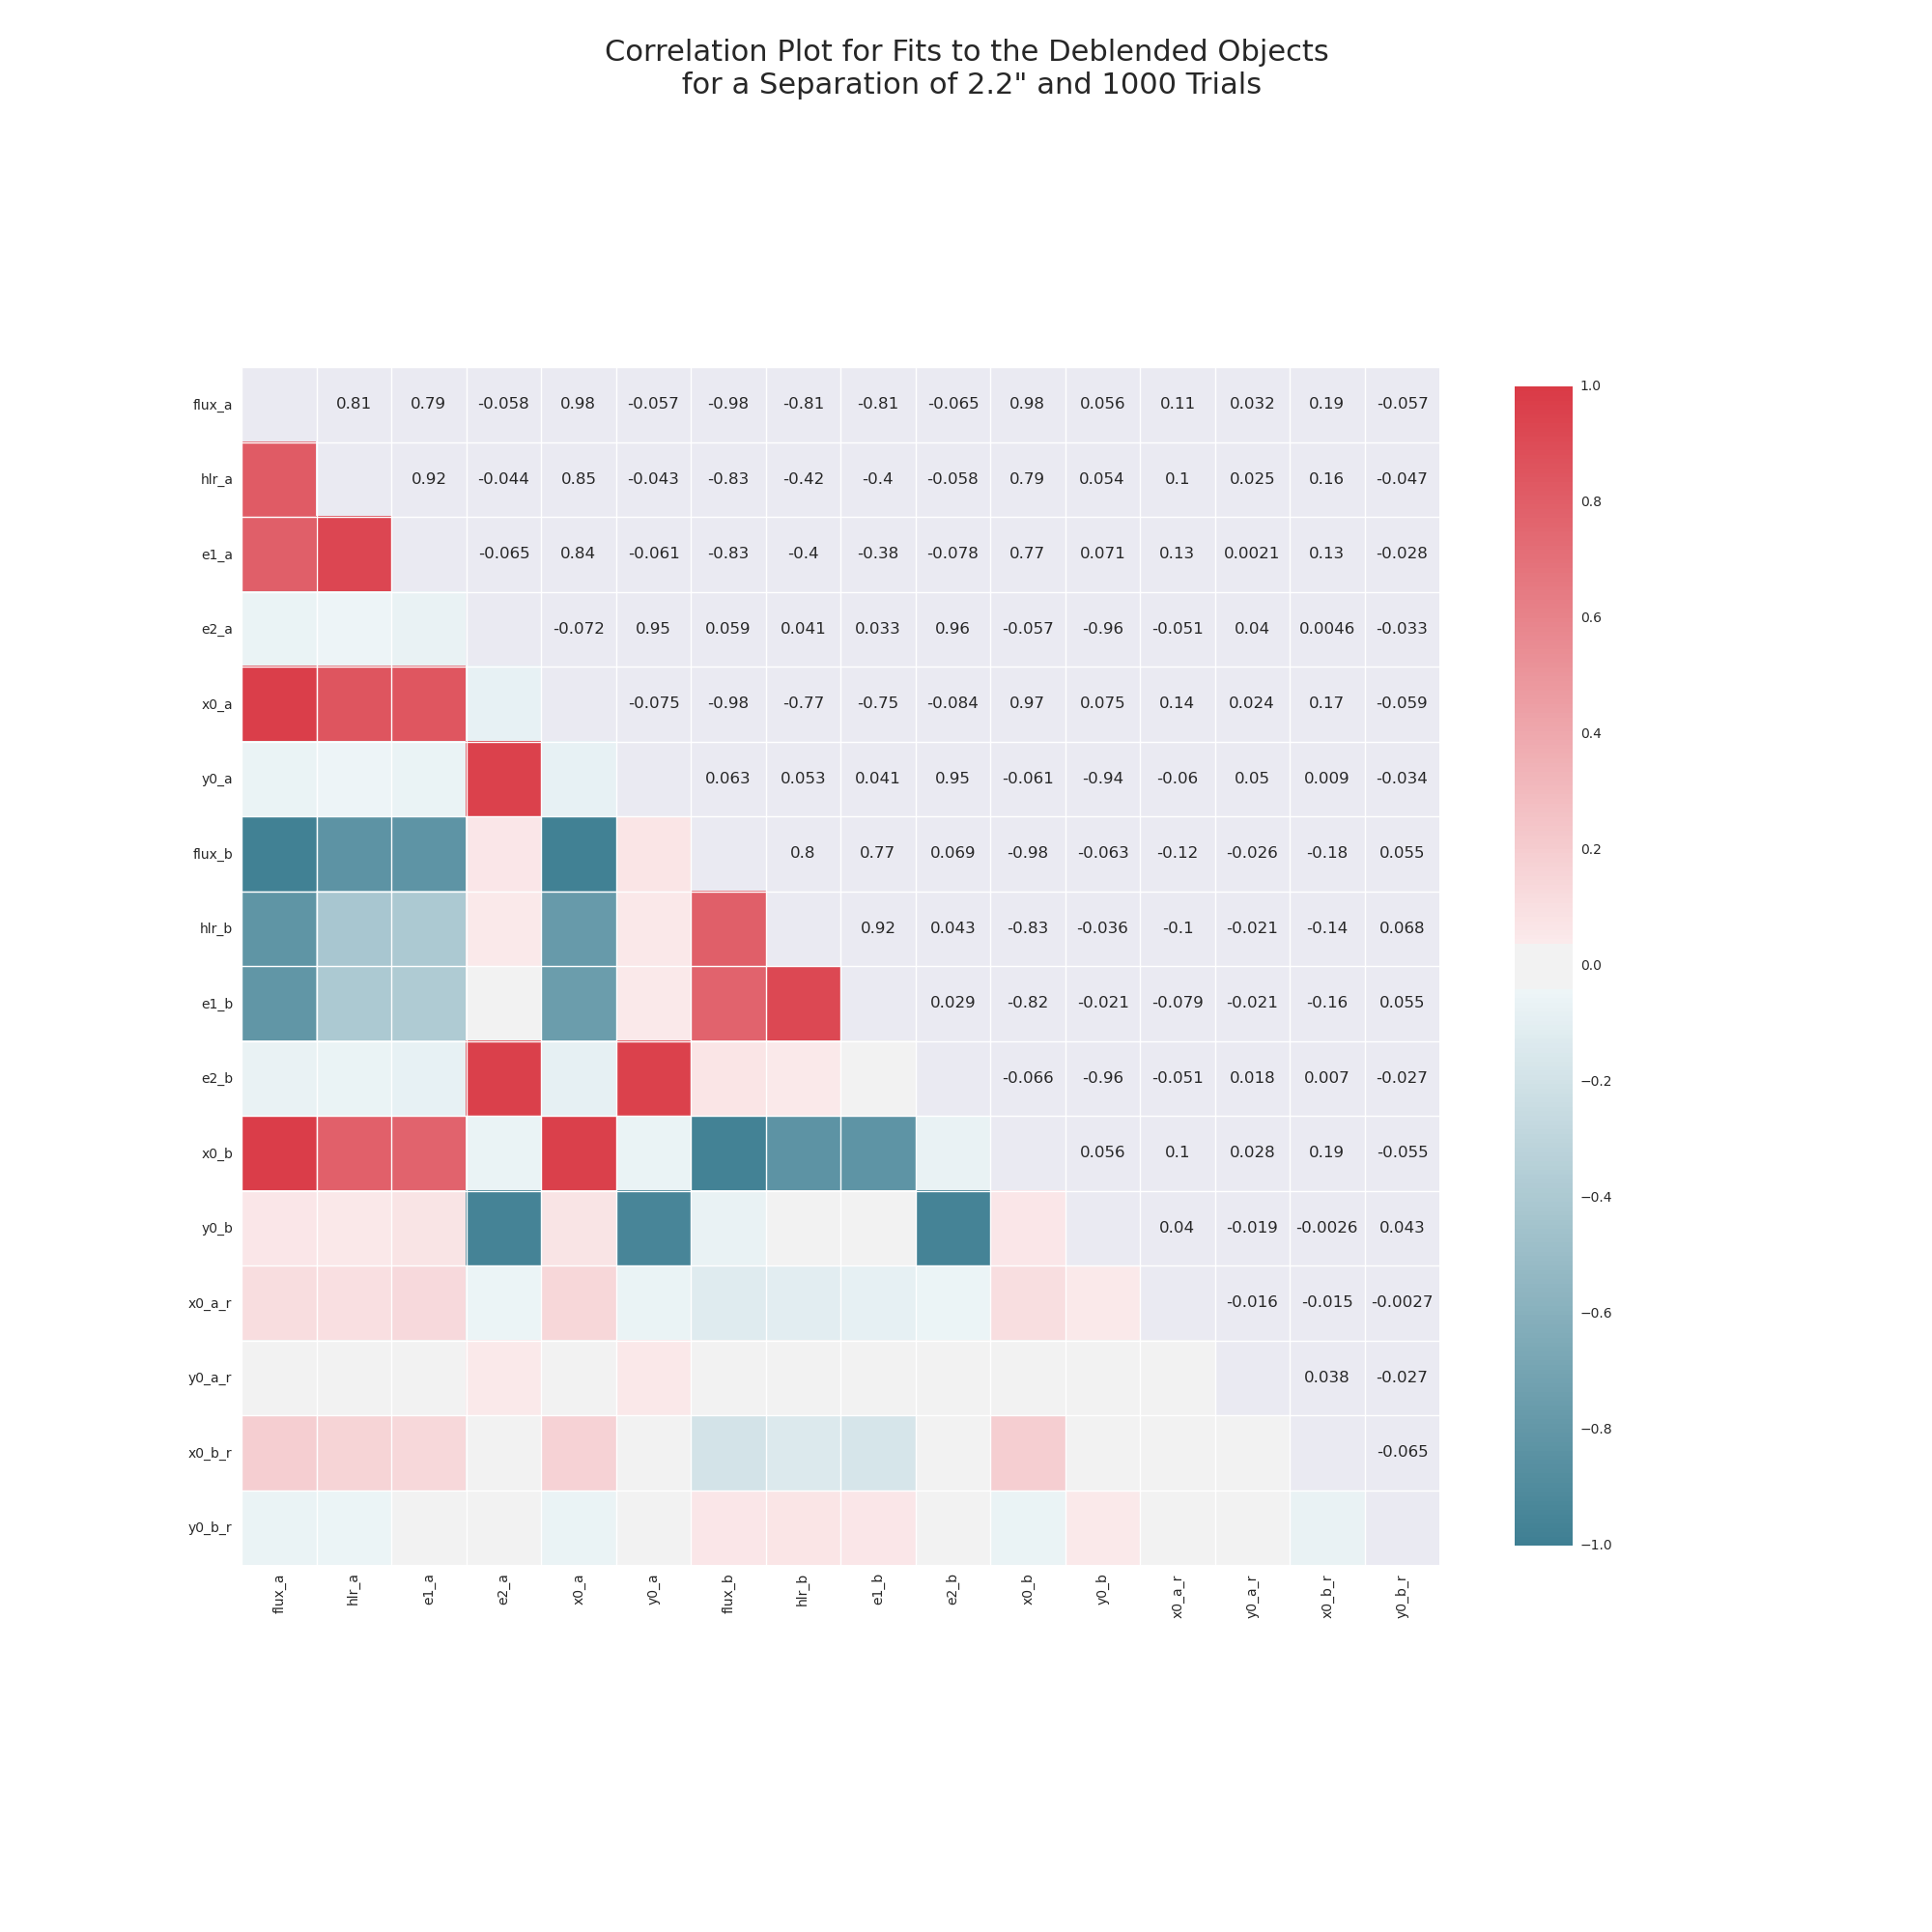 Correlation Plot for Fits to the Deblended Objects
for a Separation of 2.2" and 1000 Trials
flux_a 0.81 0.79 -0.058 0.98 -0.057 -0.98 -0.81 -0.81 -0.065 0.98 0.056 0.11 0.032 0.19 -0.057
hlr_a 0.92 -0.044 0.85 -0.043 -0.83 -0.42 -0.4 -0.058 0.79 0.054 0.1 0.025 0.16 -0.047
e1_a -0.065 0.84 -0.061 -0.83 -0.4 -0.38 -0.078 0.77 0.071 0.13 0.0021 0.13 -0.028
e2_a -0.072 0.95 0.059 0.041 0.033 0.96 -0.057 -0.96 -0.051 0.04 0.0046 -0.033
x0_a -0.075 -0.98 -0.77 -0.75 -0.084 0.97 0.075 0.14 0.024 0.17 -0.059
y0_a 0.063 0.053 0.041 0.95 -0.061 -0.94 -0.06 0.05 0.009 -0.034
flux_b 0.8 0.77 0.069 -0.98 -0.063 -0.12 -0.026 -0.18 0.055
hlr_b 0.92 0.043 -0.83 -0.036 -0.1 -0.021 -0.14 0.068
e1_b 0.029 -0.82 -0.021 -0.079 -0.021 -0.16 0.055
e2_b -0.066 -0.96 -0.051 0.018 0.007 -0.027
x0_b 0.056 0.1 0.028 0.19 -0.055
y0_b 0.04 -0.019 -0.0026 0.043
x0_a_r -0.016 -0.015 -0.0027
y0_a_r 0.038 -0.027
x0_b_r -0.065
y0_b_r
flux_a hlr_a e1_a e2_a x0_a y0_a flux_b hlr_b e1_b e2_b x0_b y0_b x0_a_r y0_a_r x0_b_r y0_b_r
1.0
0.8
0.6
0.4
0.2
0.0
−0.2
−0.4
−0.6
−0.8
−1.0